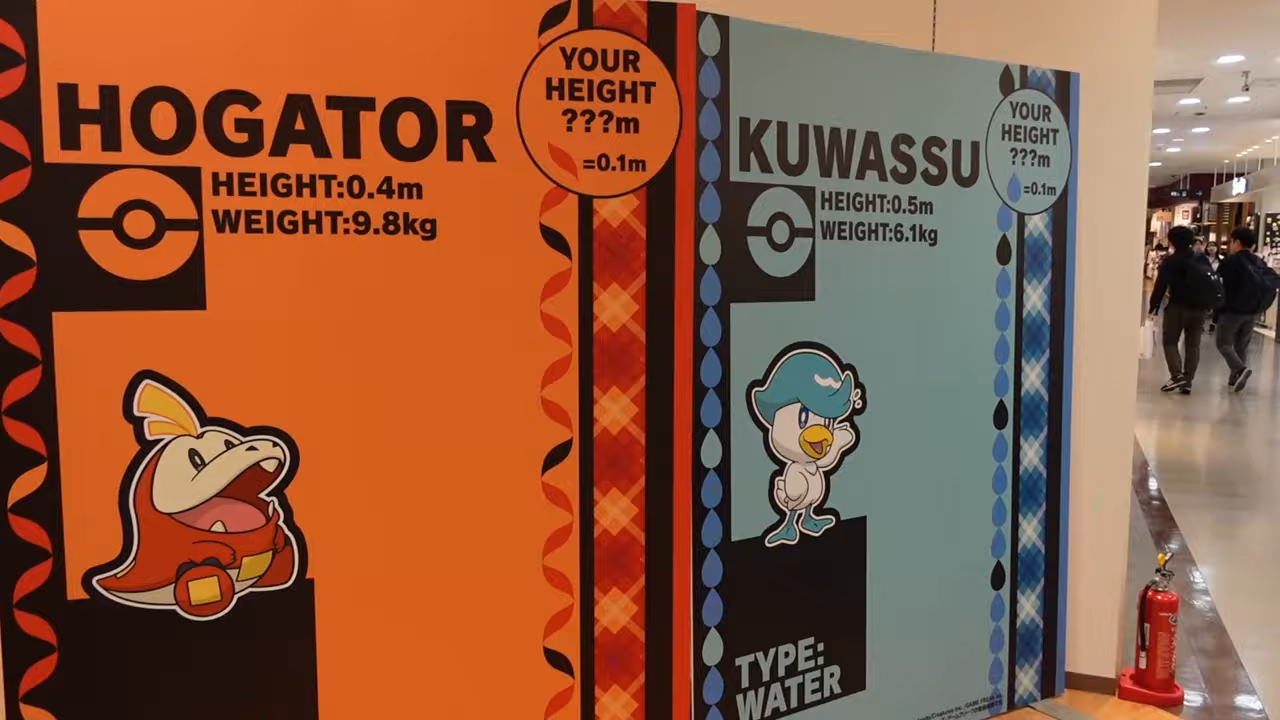 HOGATOR
HEIGHT:0.4m
WEIGHT:9.8kg
YOUR
HEIGHT
???m
=0.1m
KUWASSU
HEIGHT:0.5m
WEIGHT:6.1kg
YOUR
HEIGHT
???m
=0.1m
TYPE:
WATER